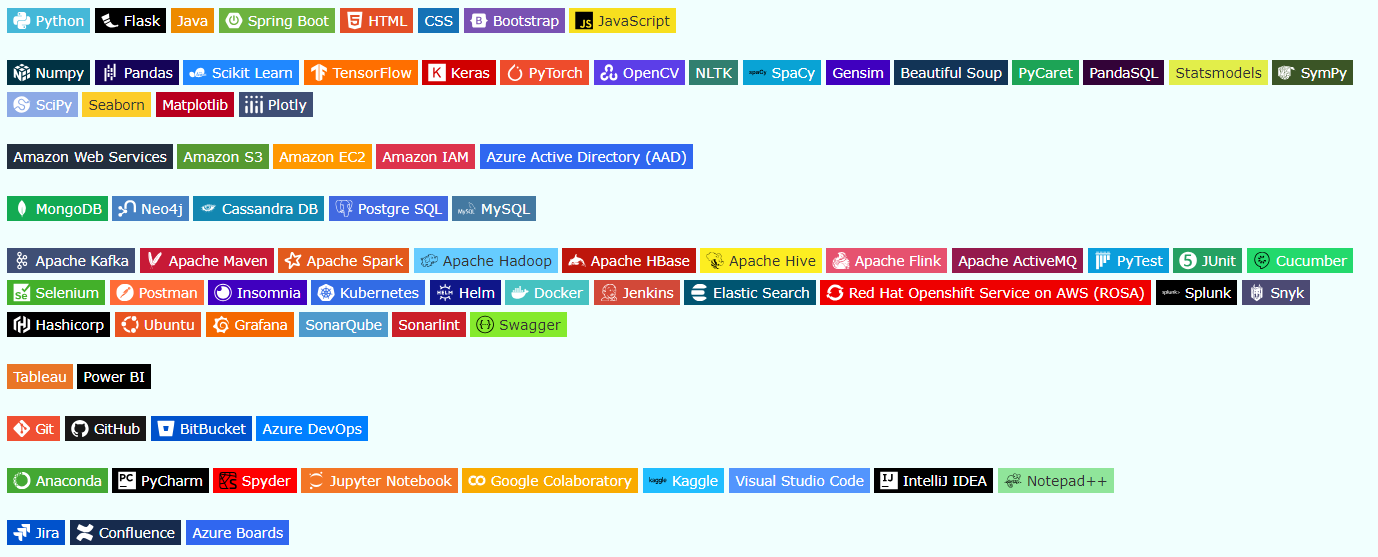 Python Flask Java Spring Boot HTML CSS Bootstrap JavaScript
Numpy Pandas Scikit Learn TensorFlow Keras PyTorch OpenCV NLTK SpaCy Gensim Beautiful Soup PyCaret PandaSQL Statsmodels SymPy
SciPy Seaborn Matplotlib Plotly
Amazon Web Services Amazon S3 Amazon EC2 Amazon IAM Azure Active Directory (AAD)
MongoDB Neo4j Cassandra DB Postgre SQL MySQL
Apache Kafka Apache Maven Apache Spark Apache Hadoop Apache HBase Apache Hive Apache Flink Apache ActiveMQ PyTest JUnit Cucumber
Selenium Postman Insomnia Kubernetes Helm Docker Jenkins Elastic Search Red Hat Openshift Service on AWS (ROSA) Splunk Snyk
Hashicorp Ubuntu Grafana SonarQube Sonarlint Swagger
Tableau Power BI
Git GitHub BitBucket Azure DevOps
Anaconda PyCharm Spyder Jupyter Notebook Google Colaboratory Kaggle Visual Studio Code IntelliJ IDEA Notepad++
Jira Confluence Azure Boards